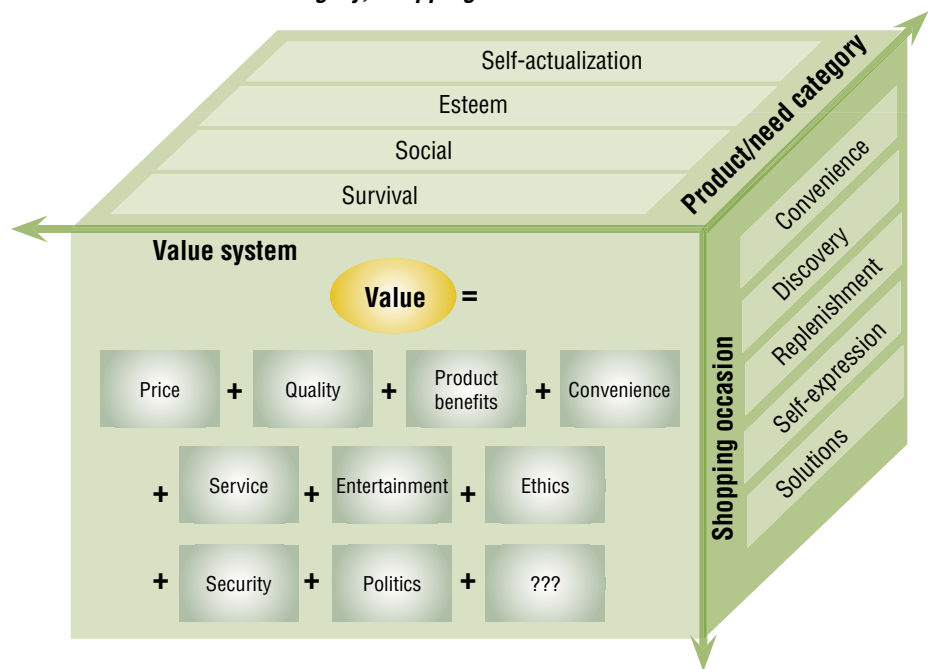 Self-actualization
Esteem
Social
Survival
Product/need category
Value system
Value =
Price + Quality + Product benefits + Convenience
+ Service + Entertainment + Ethics
+ Security + Politics + ???
Shopping occasion
Convenience
Discovery
Replenishment
Self-expression
Solutions